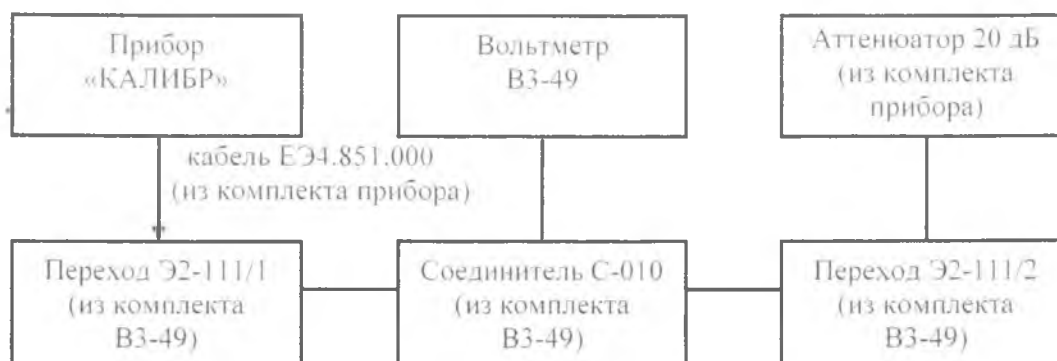 Прибор
«КАЛИБР»
Вольтметр
В3-49
Аттенюатор 20 дБ
(из комплекта
прибора)
кабель ЕЭ4.851.000
(из комплекта прибора)
Переход Э2-111/1
(из комплекта
В3-49)
Соединитель С-010
(из комплекта
В3-49)
Переход Э2-111/2
(из комплекта
В3-49)